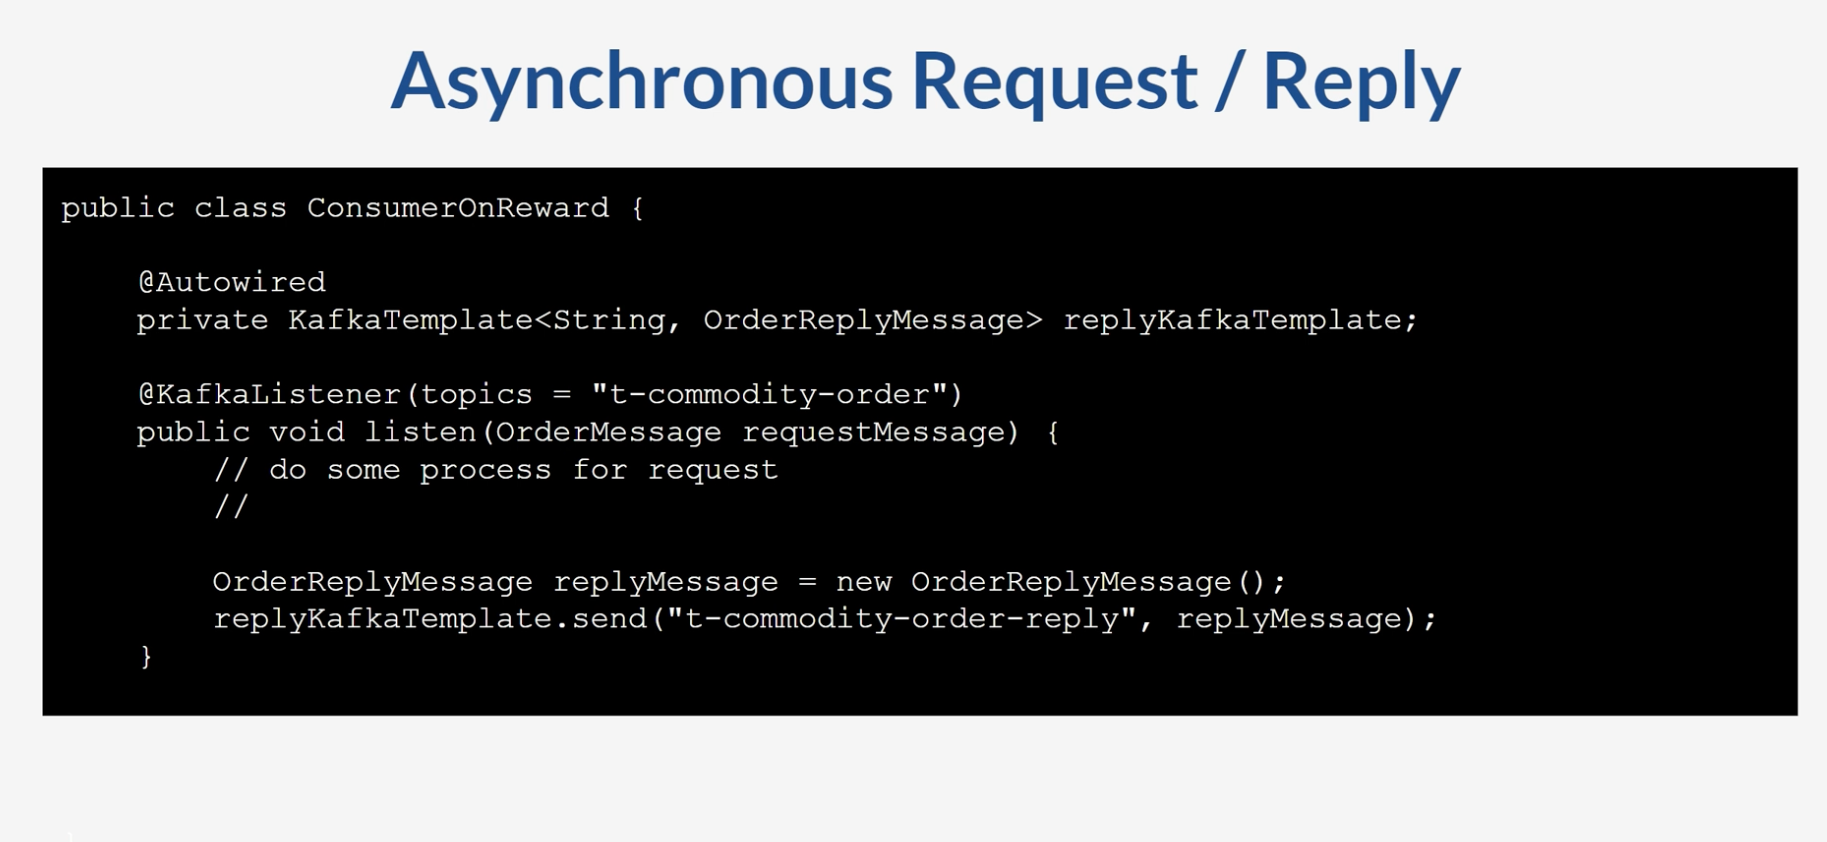 Asynchronous Request / Reply
public class ConsumerOnReward {
@Autowired
private KafkaTemplate<String, OrderReplyMessage> replyKafkaTemplate;
@KafkaListener(topics = "t-commodity-order")
public void listen(OrderMessage requestMessage) {
// do some process for request
//
OrderReplyMessage replyMessage = new OrderReplyMessage();
replyKafkaTemplate.send("t-commodity-order-reply", replyMessage);
}
}